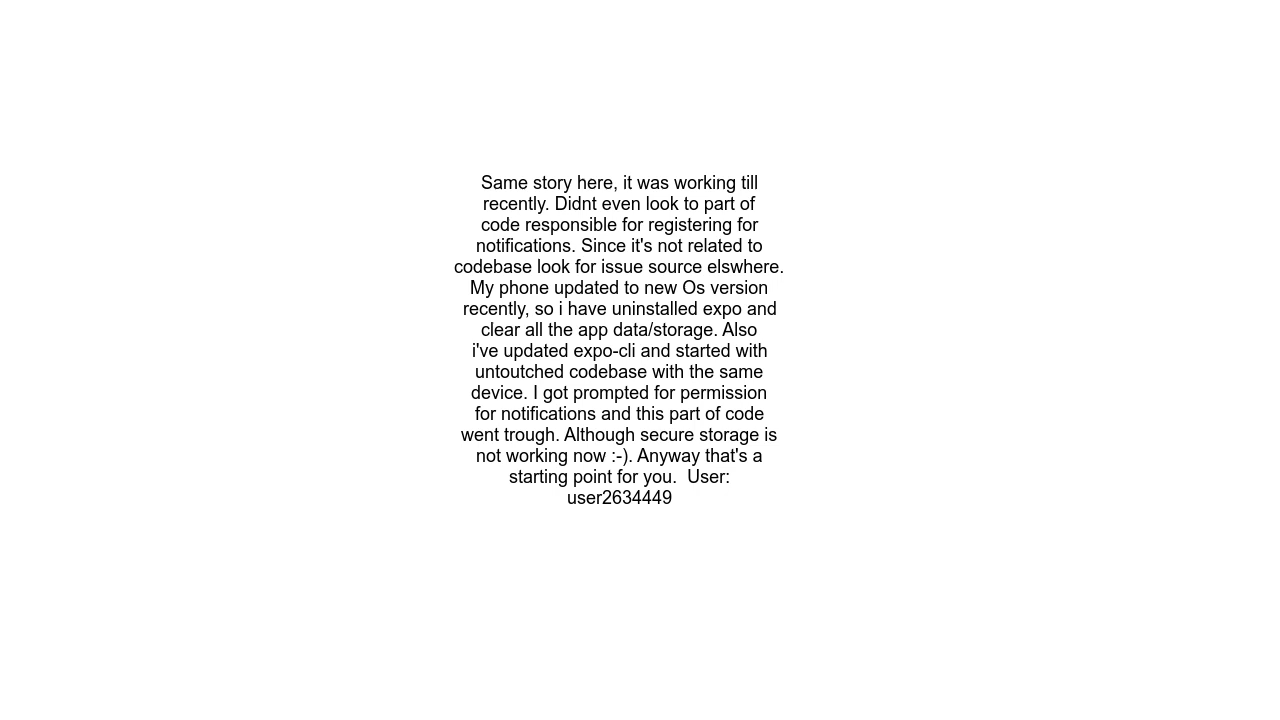 Same story here, it was working till
recently. Didnt even look to part of
code responsible for registering for
notifications. Since it's not related to
codebase look for issue source elswhere.
My phone updated to new Os version
recently, so i have uninstalled expo and
clear all the app data/storage. Also
i've updated expo-cli and started with
untoutched codebase with the same
device. I got prompted for permission
for notifications and this part of code
went trough. Although secure storage is
not working now :-). Anyway that's a
starting point for you.  User:
user2634449